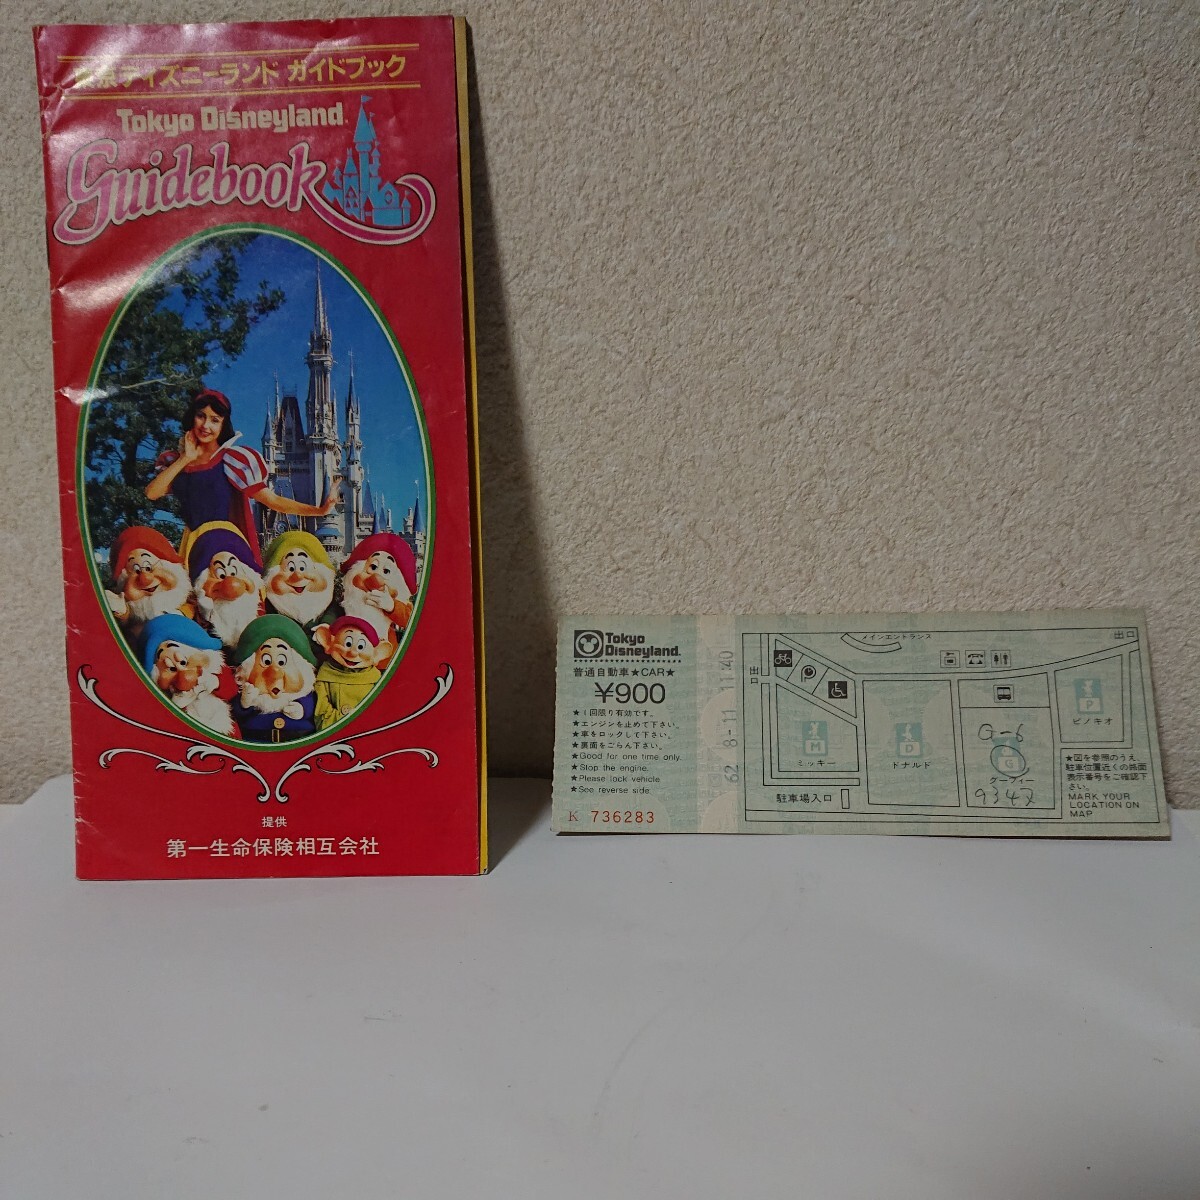 東京ディズニーランド ガイドブック
Tokyo Disneyland
Guidebook
提供
第一生命保険相互会社
Tokyo
Disneyland
普通自動車★CAR★
¥900
★1回限り有効です。
★エンジンを止めて下さい。
★車をロックして下さい。
★裏面をごらん下さい。
★Good for one time only.
★Stop the engine.
★Please lock vehicle.
★See reverse side.
K 736283
62 8-11 11:40
メインエントランス
出口
出口
P
M
ミッキー
D
ドナルド
G-6
G
グーフィー
9347
P
ピノキオ
駐車場入口
★図を参照のうえ、
駐車位置近くの路面
表示番号をご確認下
さい。
MARK YOUR
LOCATION ON
MAP